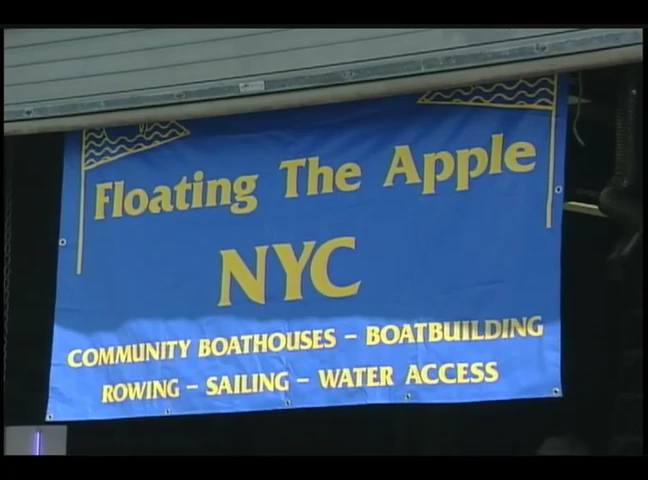 Floating The Apple
NYC
COMMUNITY BOATHOUSES – BOATBUILDING
ROWING – SAILING – WATER ACCESS